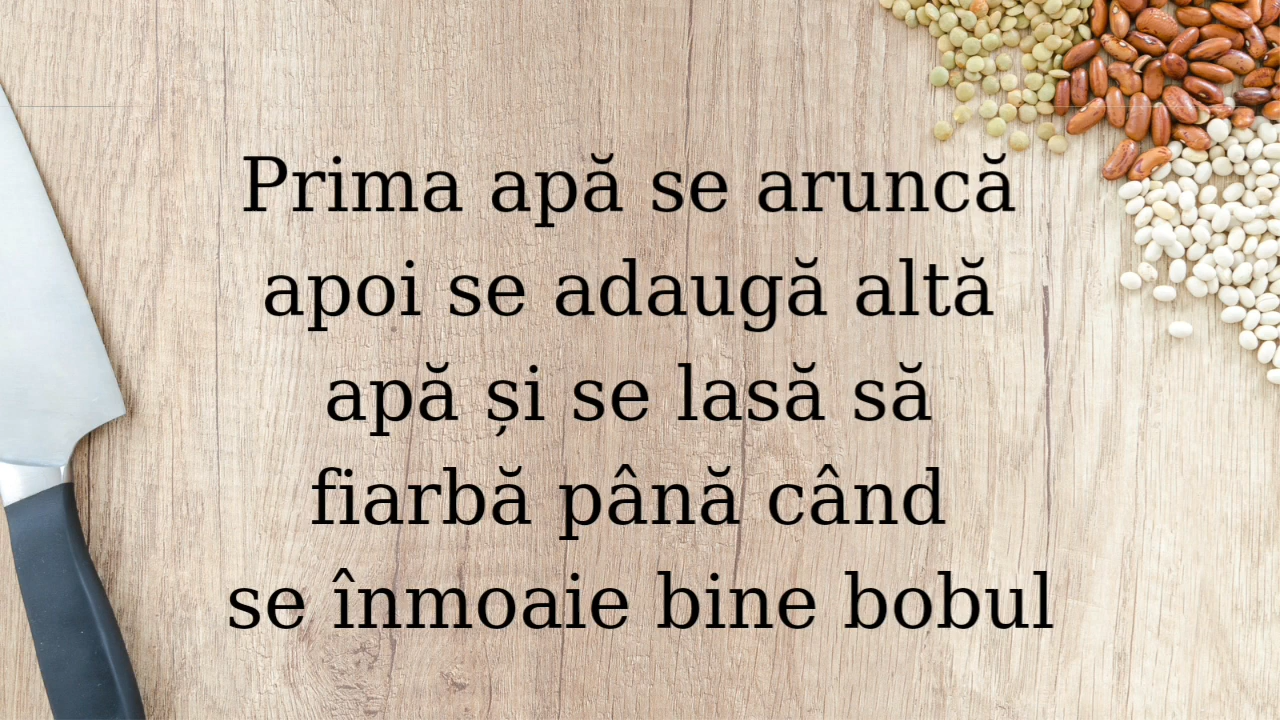 Prima apă se aruncă
apoi se adaugă altă
apă și se lasă să
fiarbă până când
se înmoaie bine bobul